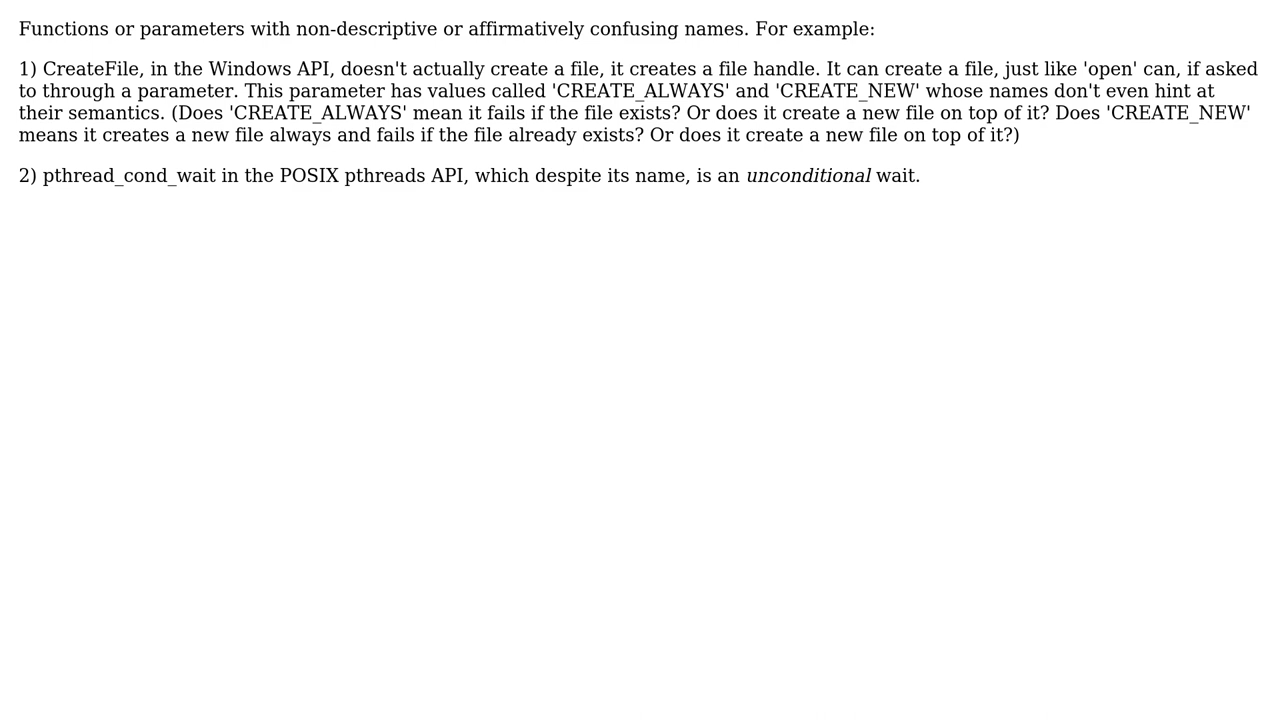 Functions or parameters with non-descriptive or affirmatively confusing names. For example:
1) CreateFile, in the Windows API, doesn't actually create a file, it creates a file handle. It can create a file, just like 'open' can, if asked
to through a parameter. This parameter has values called 'CREATE_ALWAYS' and 'CREATE_NEW' whose names don't even hint at
their semantics. (Does 'CREATE_ALWAYS' mean it fails if the file exists? Or does it create a new file on top of it? Does 'CREATE_NEW'
means it creates a new file always and fails if the file already exists? Or does it create a new file on top of it?)
2) pthread_cond_wait in the POSIX pthreads API, which despite its name, is an unconditional wait.